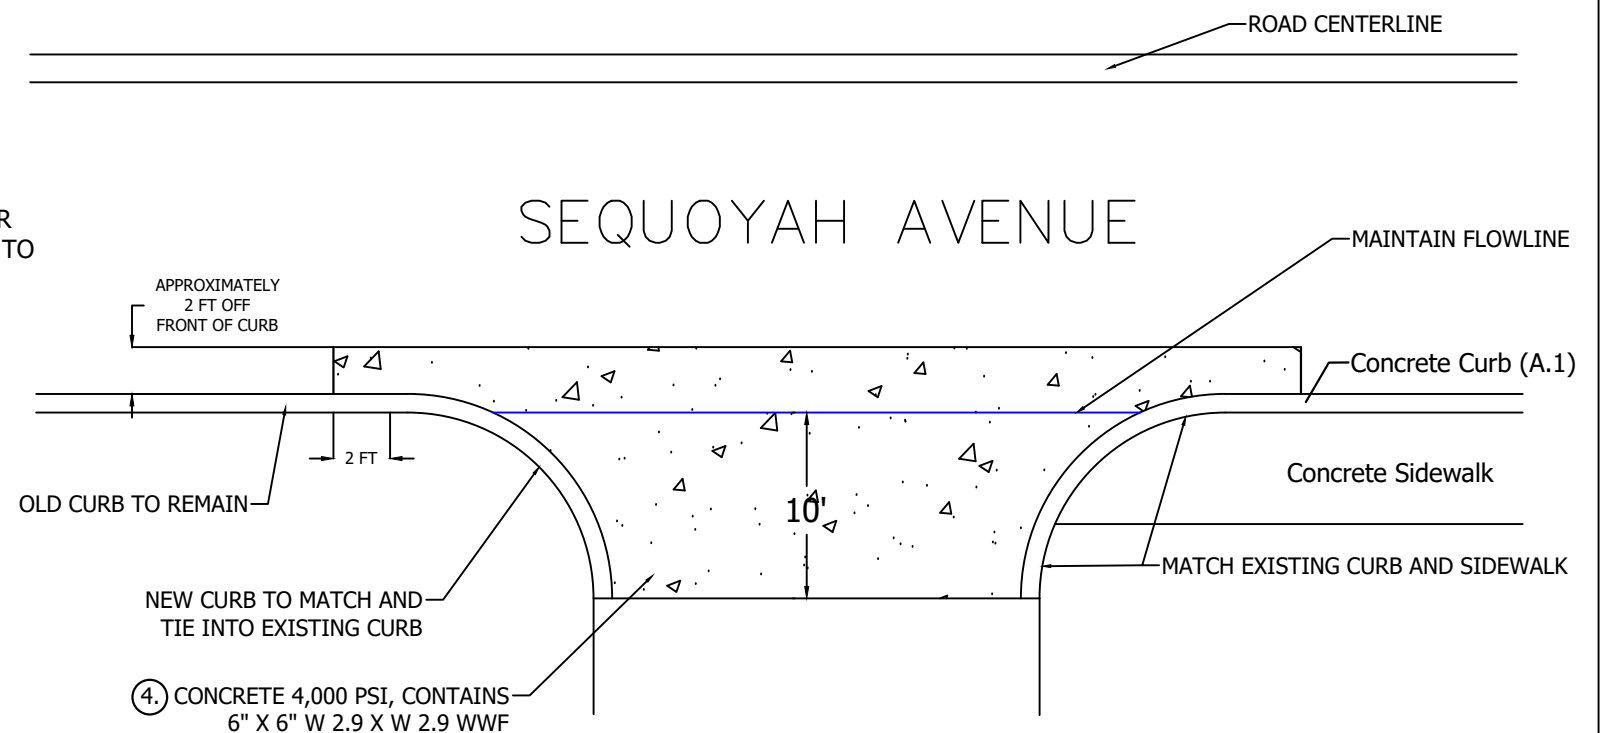 ROAD CENTERLINE
SEQUOYAH AVENUE
R
TO
MAINTAIN FLOWLINE
APPROXIMATELY
2 FT OFF
FRONT OF CURB
Concrete Curb (A.1)
2 FT
Concrete Sidewalk
OLD CURB TO REMAIN
10'
MATCH EXISTING CURB AND SIDEWALK
NEW CURB TO MATCH AND
TIE INTO EXISTING CURB
4. CONCRETE 4,000 PSI, CONTAINS
6" X 6" W 2.9 X W 2.9 WWF